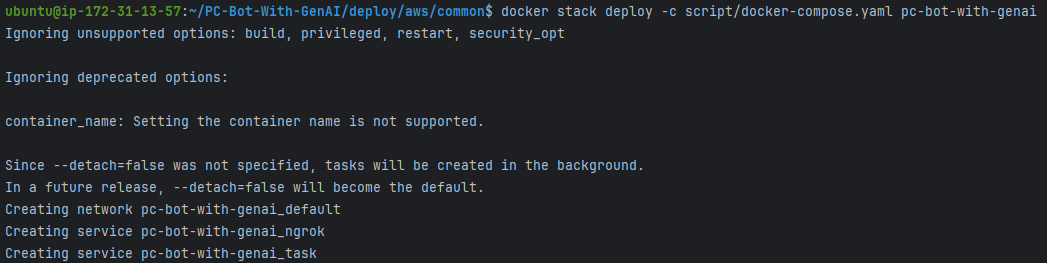 ubuntu@ip-172-31-13-57:~/PC-Bot-With-GenAI/deploy/aws/common$ docker stack deploy -c script/docker-compose.yaml pc-bot-with-genai
Ignoring unsupported options: build, privileged, restart, security_opt
Ignoring deprecated options:
container_name: Setting the container name is not supported.
Since --detach=false was not specified, tasks will be created in the background.
In a future release, --detach=false will become the default.
Creating network pc-bot-with-genai_default
Creating service pc-bot-with-genai_ngrok
Creating service pc-bot-with-genai_task